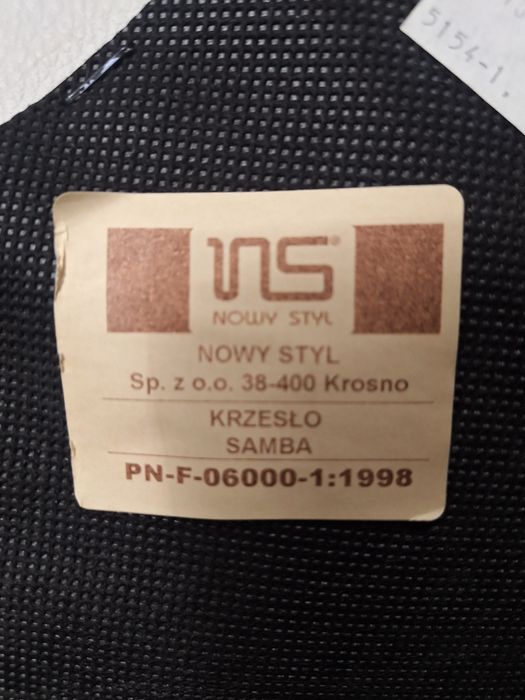 5154-1.
NS®
NOWY STYL
NOWY STYL
Sp. z o.o. 38-400 Krosno
KRZESŁO
SAMBA
PN-F-06000-1:1998